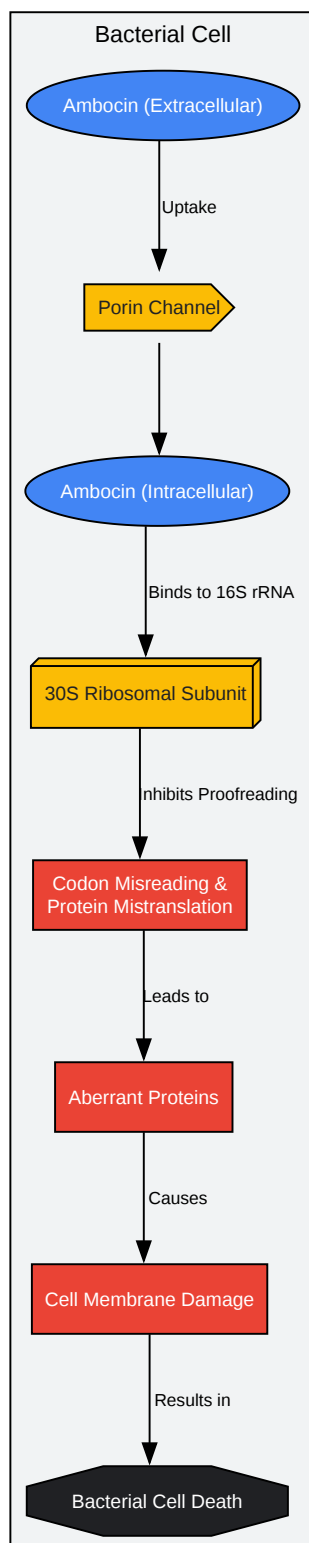 Bacterial Cell
Ambocin (Extracellular)
Uptake
Porin Channel
Ambocin (Intracellular)
Binds to 16S rRNA
30S Ribosomal Subunit
Inhibits Proofreading
Codon Misreading &
Protein Mistranslation
Leads to
Aberrant Proteins
Causes
Cell Membrane Damage
Results in
Bacterial Cell Death